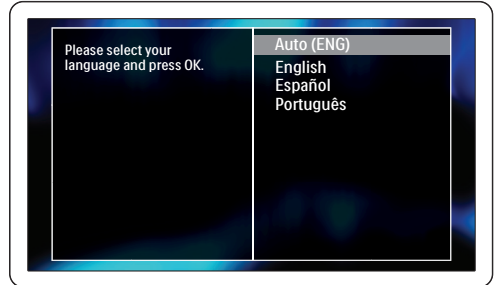 Please select your
language and press OK.
Auto (ENG)
English
Español
Português